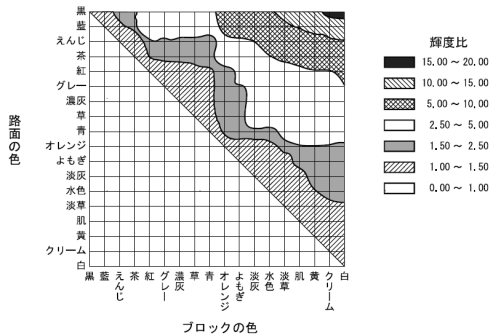 黒
藍
えんじ
茶
紅
グレー
濃灰
草
青
オレンジ
よもぎ
淡灰
水色
淡草
肌
黄
クリーム
白
路面の色
黒
藍
えんじ
茶
紅
グレー
濃灰
草
青
オレンジ
よもぎ
淡灰
水色
淡草
肌
黄
クリーム
白
ブロックの色
輝度比
15.00 ~ 20.00
10.00 ~ 15.00
5.00 ~ 10.00
2.50 ~ 5.00
1.50 ~ 2.50
1.00 ~ 1.50
0.00 ~ 1.00